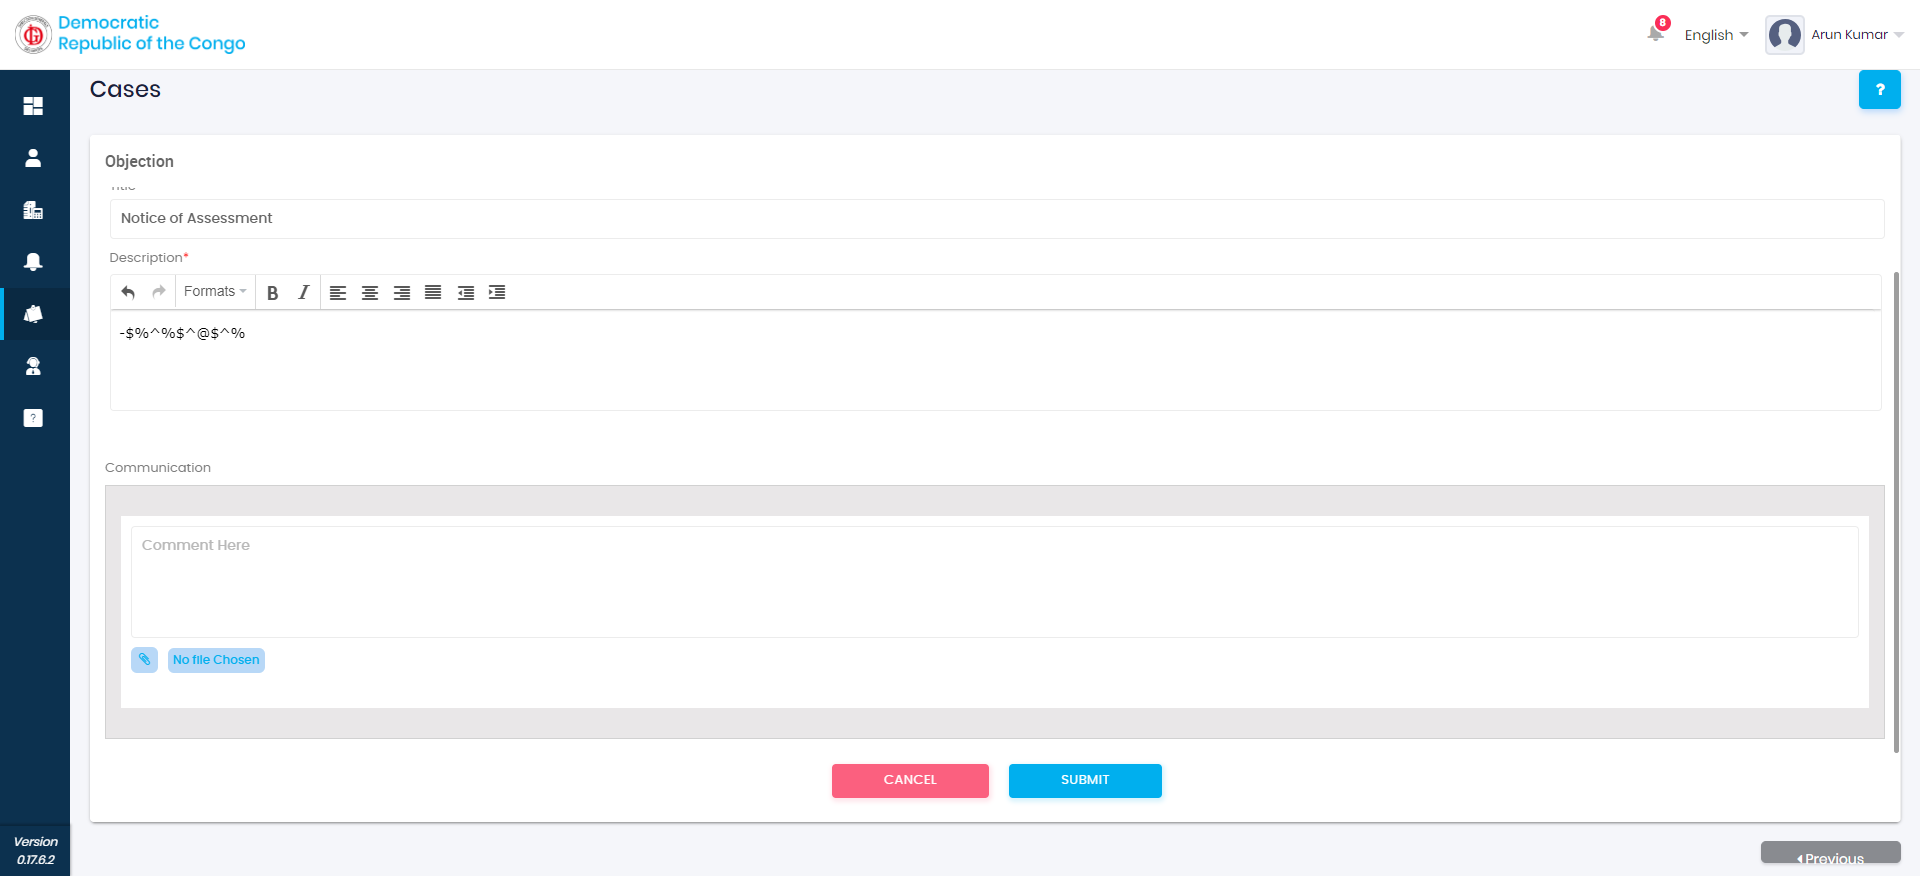 Democratic
Republic of the Congo
8
English
Arun Kumar
Cases
?
Objection
Title
Notice of Assessment
Description*
Formats
B I
-$%^%$^@$^%
Communication
Comment Here
No file Chosen
CANCEL
SUBMIT
Version
0.17.6.2
Previous